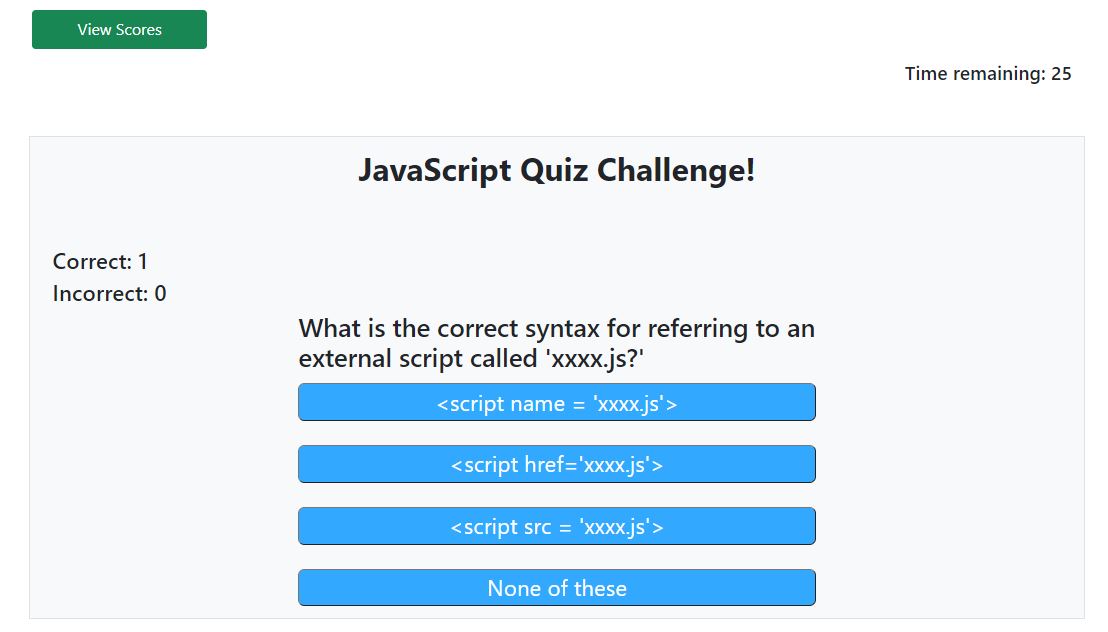 View Scores
Time remaining: 25
JavaScript Quiz Challenge!
Correct: 1
Incorrect: 0
What is the correct syntax for referring to an
external script called 'xxxx.js?'
<script name = 'xxxx.js'>
<script href='xxxx.js'>
<script src = 'xxxx.js'>
None of these